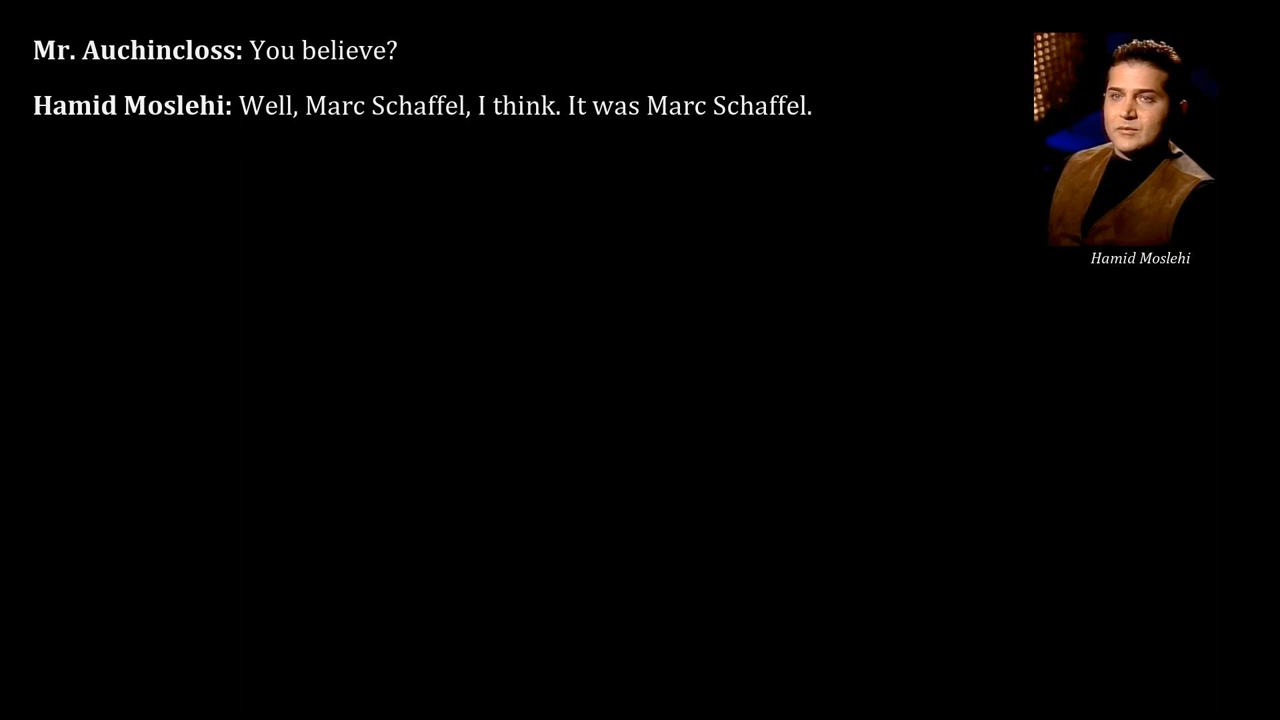 Mr. Auchincloss: You believe?
Hamid Moslehi: Well, Marc Schaffel, I think. It was Marc Schaffel.
Hamid Moslehi